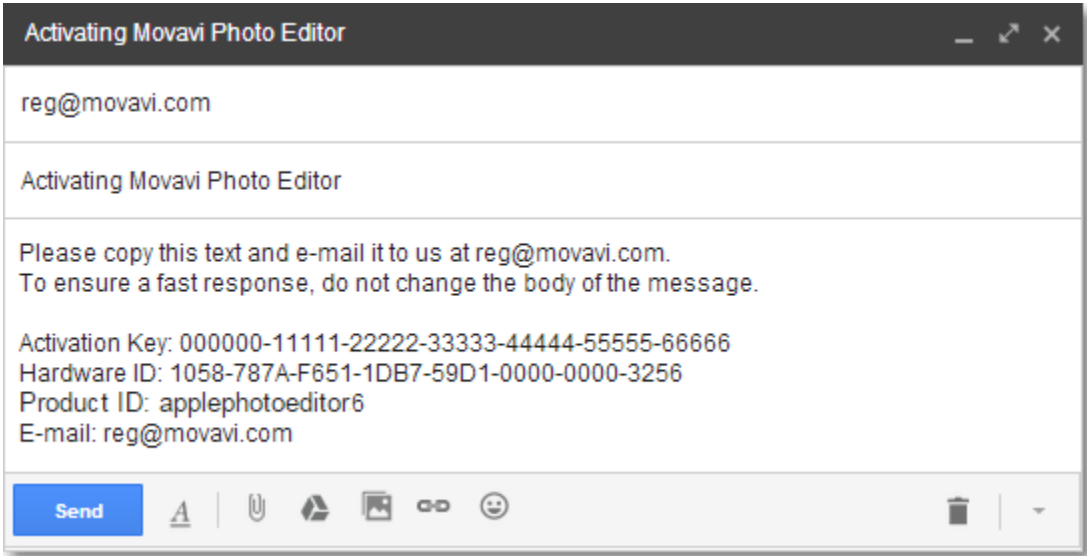 Activating Movavi Photo Editor
reg@movavi.com
Activating Movavi Photo Editor
Please copy this text and e-mail it to us at reg@movavi.com.
To ensure a fast response, do not change the body of the message.
Activation Key: 000000-11111-22222-33333-44444-55555-66666
Hardware ID: 1058-787A-F651-1DB7-59D1-0000-0000-3256
Product ID: applephotoeditor6
E-mail: reg@movavi.com
Send A